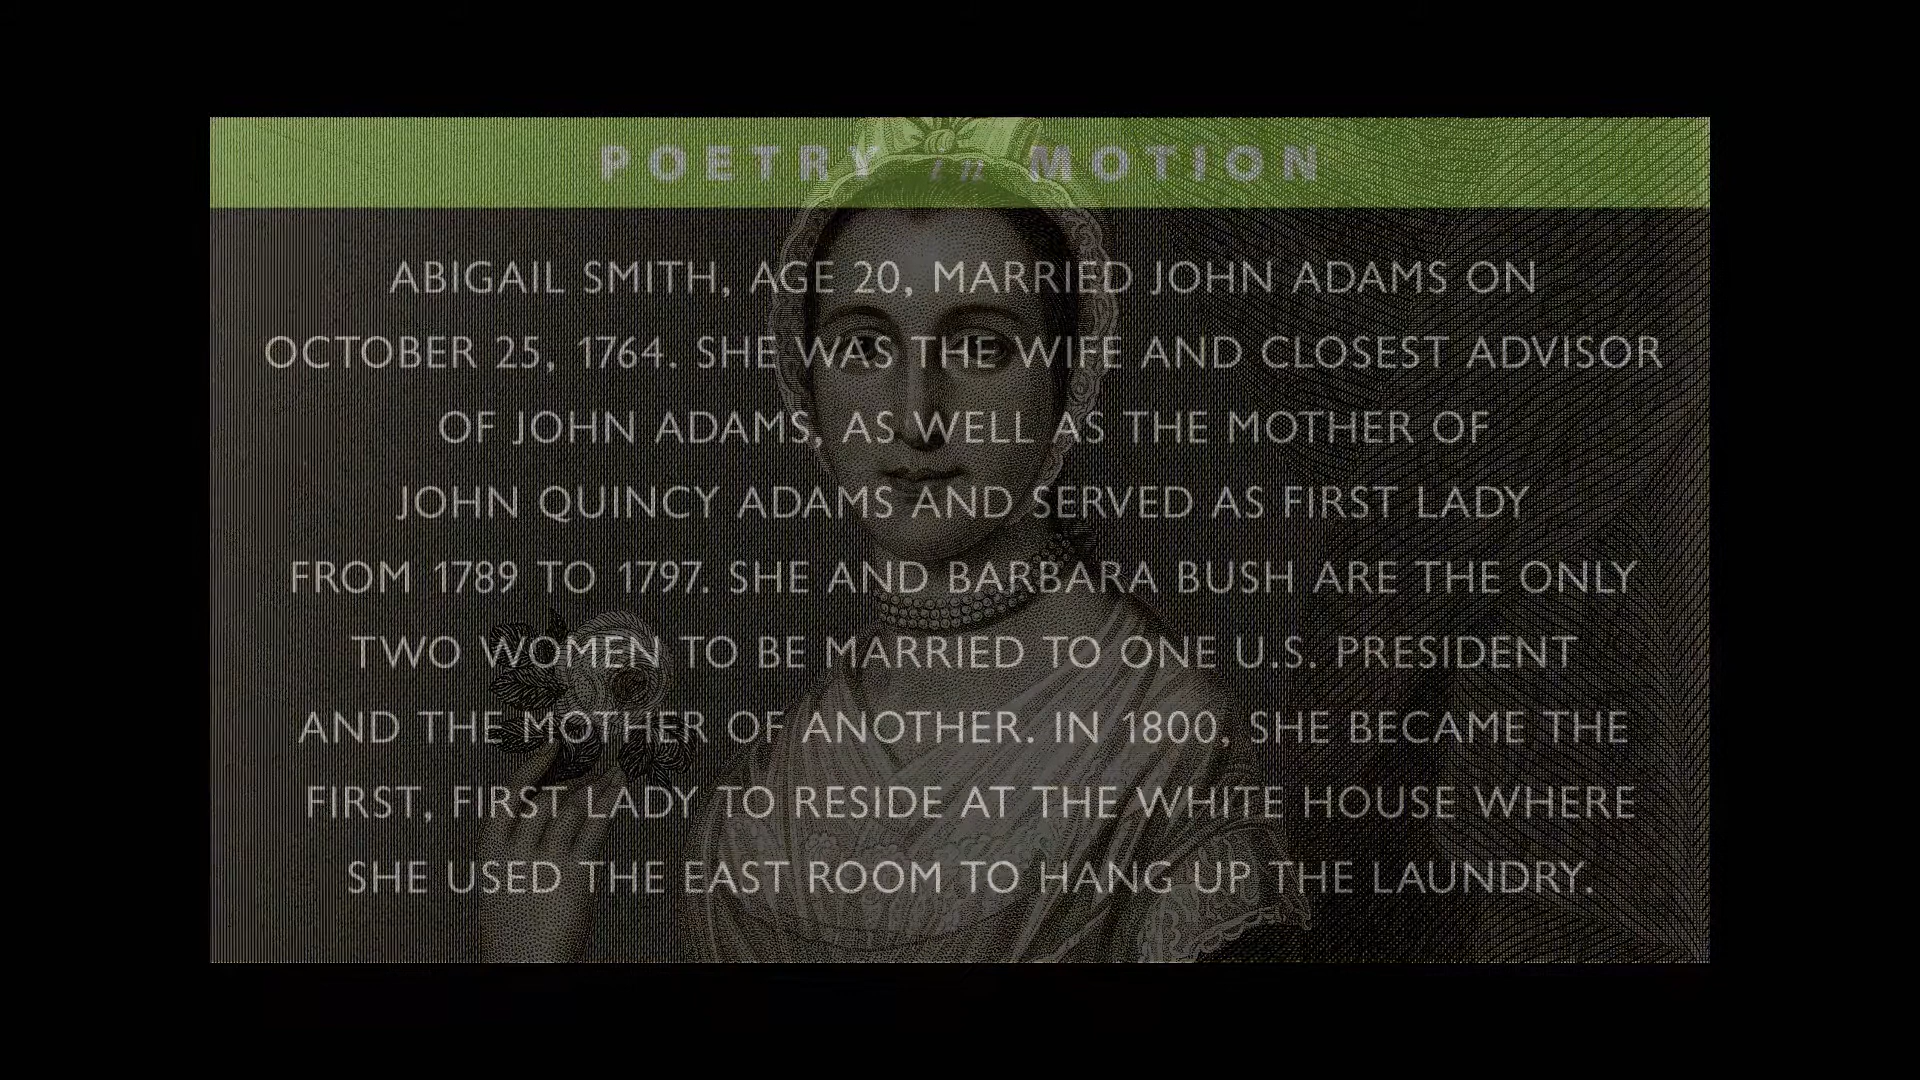 POETRY in MOTION
ABIGAIL SMITH, AGE 20, MARRIED JOHN ADAMS ON
OCTOBER 25, 1764. SHE WAS THE WIFE AND CLOSEST ADVISOR
OF JOHN ADAMS, AS WELL AS THE MOTHER OF
JOHN QUINCY ADAMS AND SERVED AS FIRST LADY
FROM 1789 TO 1797. SHE AND BARBARA BUSH ARE THE ONLY
TWO WOMEN TO BE MARRIED TO ONE U.S. PRESIDENT
AND THE MOTHER OF ANOTHER. IN 1800, SHE BECAME THE
FIRST, FIRST LADY TO RESIDE AT THE WHITE HOUSE WHERE
SHE USED THE EAST ROOM TO HANG UP THE LAUNDRY.